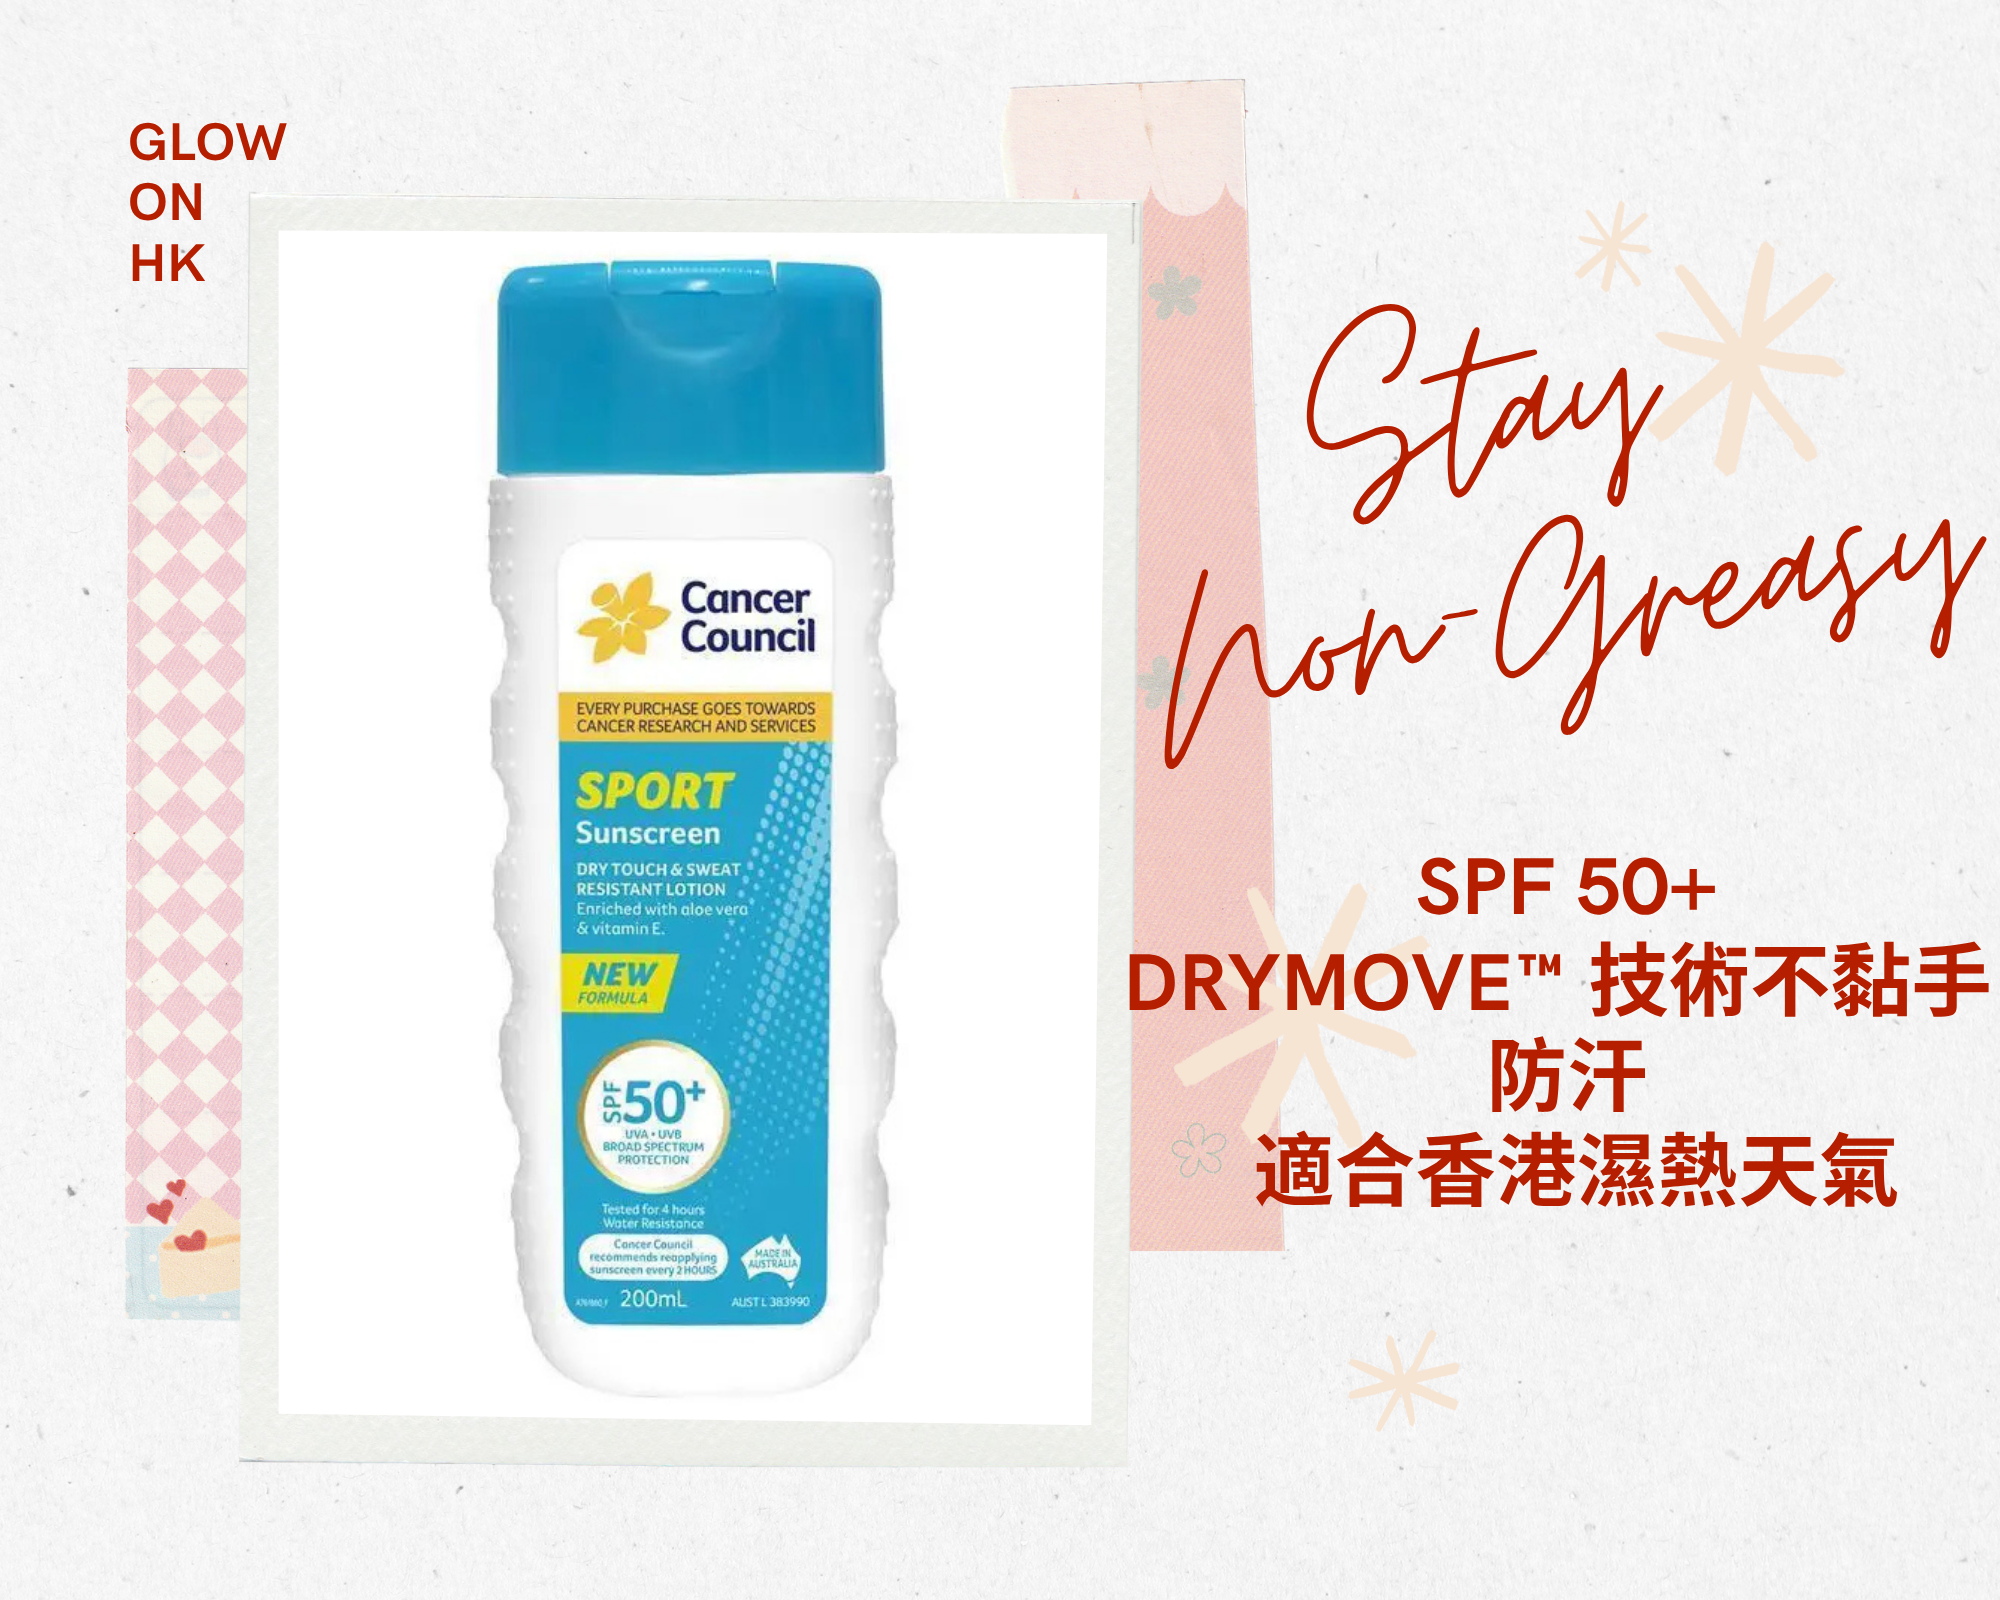 GLOW
ON
HK
Cancer
Council
EVERY PURCHASE GOES TOWARDS
CANCER RESEARCH AND SERVICES
SPORT
Sunscreen
DRY TOUCH & SWEAT
RESISTANT LOTION
Enriched with aloe vera
& vitamin E.
NEW
FORMULA
SPF 50+
UVA • UVB
BROAD SPECTRUM
PROTECTION
Tested for 4 hours
Water Resistance
Cancer Council
recommends reapplying
sunscreen every 2 HOURS
MADE IN
AUSTRALIA
200mL
AUST L 383990
Stay
Non-Greasy
SPF 50+
DRYMOVE™ 技術不黏手
防汗
適合香港濕熱天氣